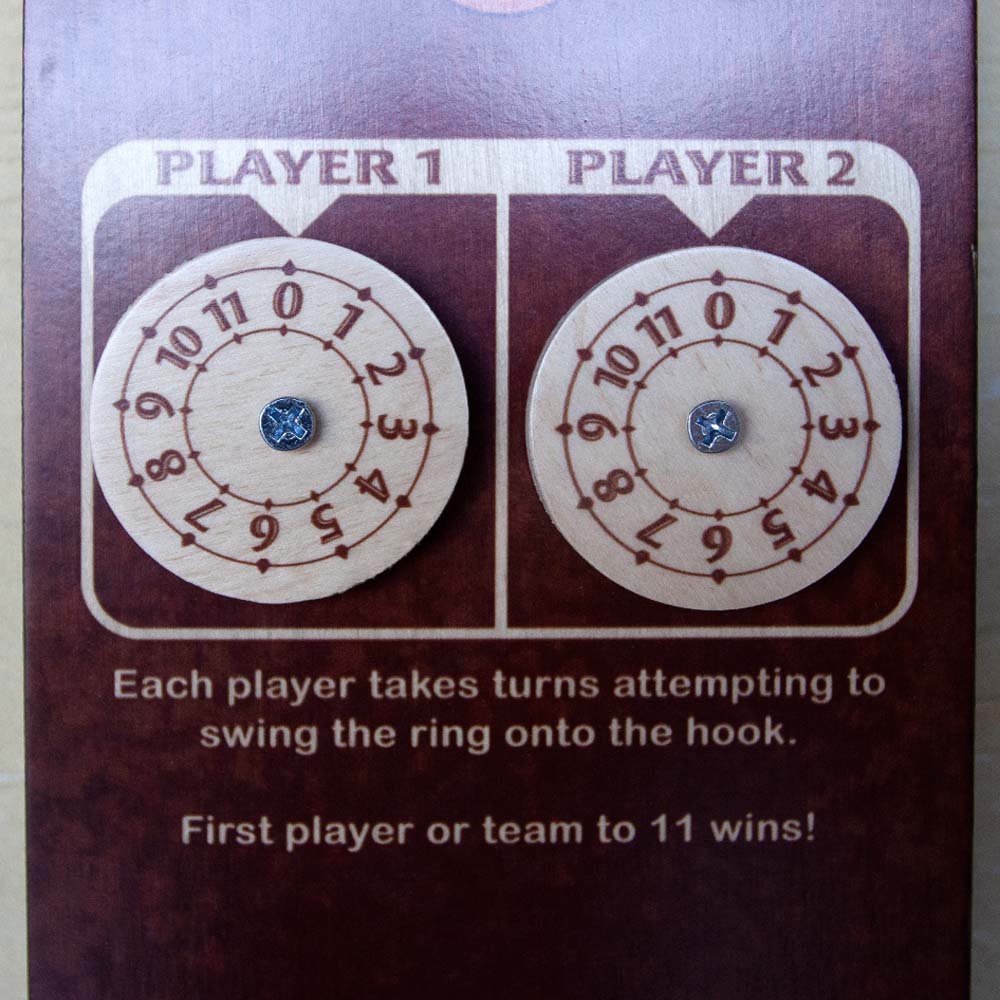 PLAYER 1
PLAYER 2
0 1 2 3 4 5 6 7 8 9 10 11
0 1 2 3 4 5 6 7 8 9 10 11
Each player takes turns attempting to
swing the ring onto the hook.
First player or team to 11 wins!